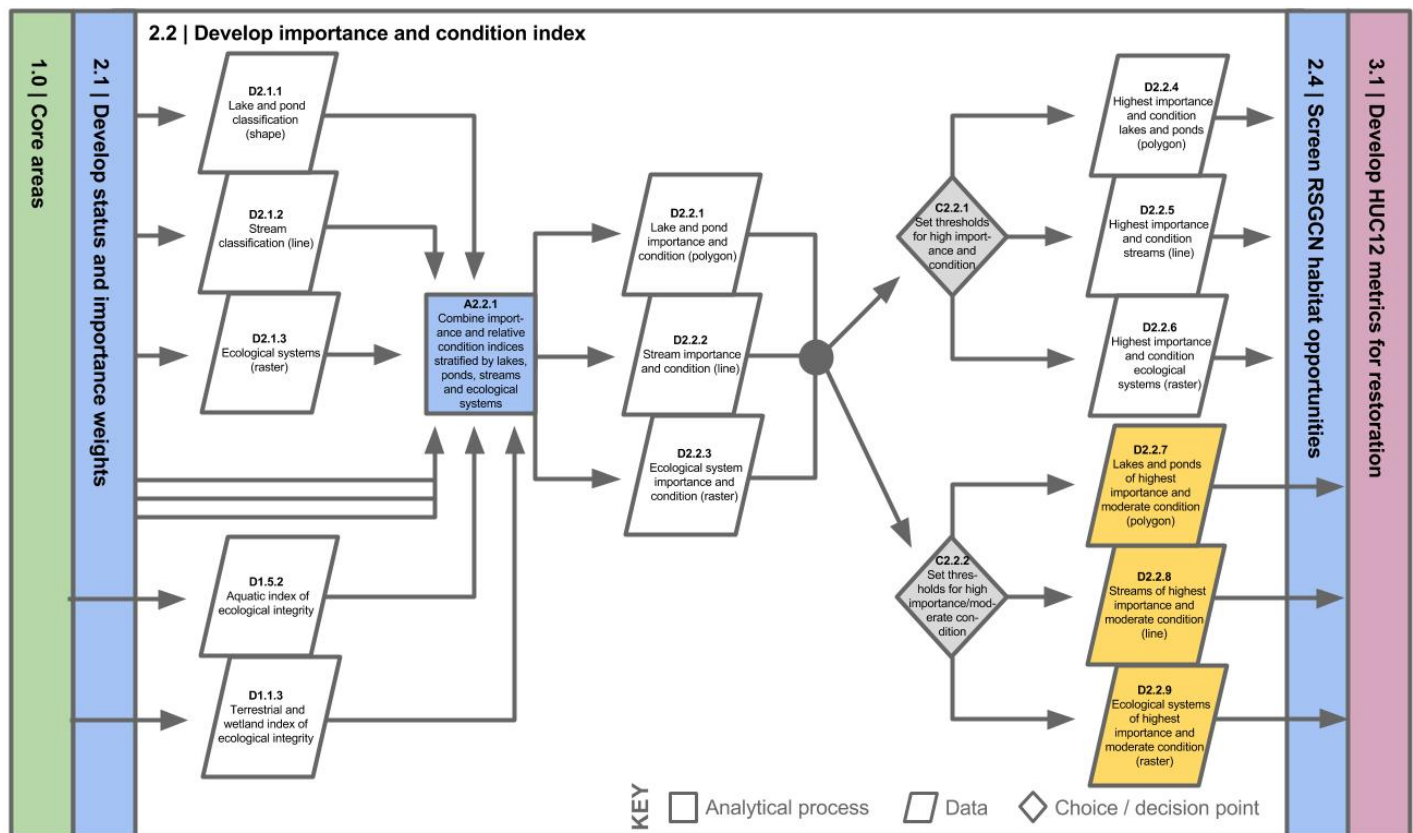 2.2 | Develop importance and condition index
1.0 | Core areas
2.1 | Develop status and importance weights
D2.1.1
Lake and pond
classification
(shape)
D2.1.2
Stream
classification (line)
D2.1.3
Ecological systems
(raster)
D1.5.2
Aquatic index of
ecological integrity
D1.1.3
Terrestrial and
wetland index of
ecological integrity
A2.2.1
Combine import-
ance and relative
condition indices
stratified by lakes,
ponds, streams
and ecological
systems
D2.2.1
Lake and pond
importance and
condition (polygon)
D2.2.2
Stream importance
and condition (line)
D2.2.3
Ecological system
importance and
condition (raster)
C2.2.1
Set thresholds
for high import-
ance and
condition
C2.2.2
Set thres-
holds for high
importance/mod-
erate con-
dition
D2.2.4
Highest importance
and condition
lakes and ponds
(polygon)
D2.2.5
Highest importance
and condition
streams (line)
D2.2.6
Highest importance
and condition
ecological
systems (raster)
D2.2.7
Lakes and ponds
of highest
importance and
moderate condition
(polygon)
D2.2.8
Streams of highest
importance and
moderate condition
(line)
D2.2.9
Ecological systems
of highest
importance and
moderate condition
(raster)
2.4 | Screen RSGCN habitat opportunities
3.1 | Develop HUC12 metrics for restoration
KEY
Analytical process
Data
Choice / decision point